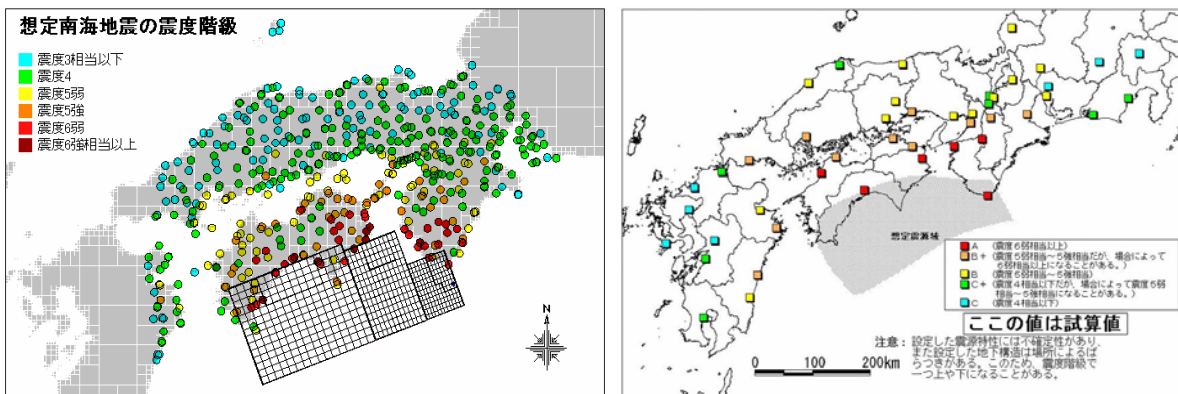 想定南海地震の震度階級
震度3相当以下
震度4
震度5弱
震度5強
震度6弱
震度6強相当以上
N
想定震源域
A （震度6弱相当以上）
B+ （震度5弱相当～5強相当だが、場合によって
6弱相当以上になることがある。）
B （震度5弱相当～5強相当）
C+ （震度4相当以下だが、場合によって震度5弱
相当～5強相当になることがある。）
C （震度4相当以下）
ここの値は試算値
注意：設定した震源特性には不確定性があり、
また設定した地下構造は場所によるば
らつきがある。このため、震度階級で
一つ上や下になることがある。
0 100 200km